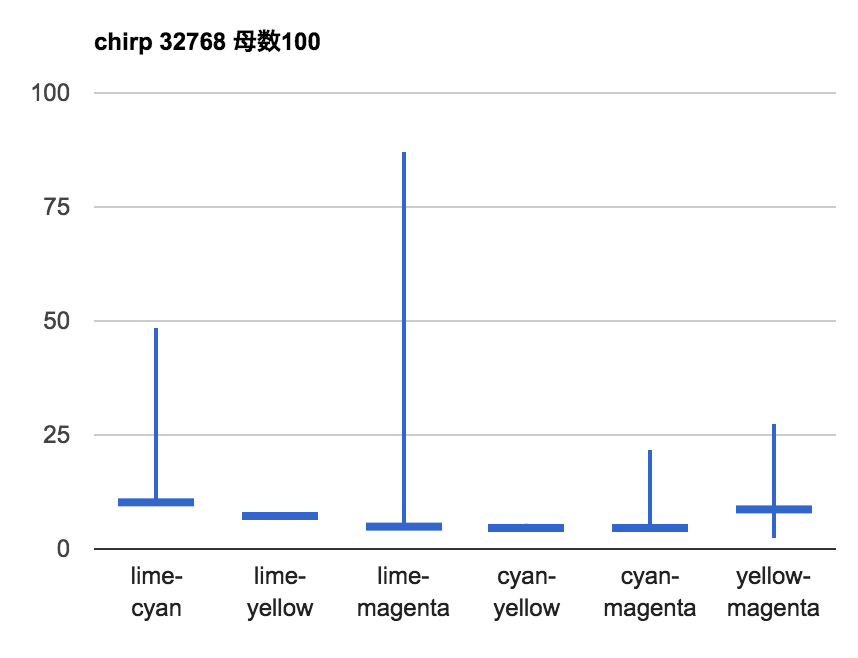 chirp 32768 母数100
100
75
50
25
0
lime-
cyan
lime-
yellow
lime-
magenta
cyan-
yellow
cyan-
magenta
yellow-
magenta